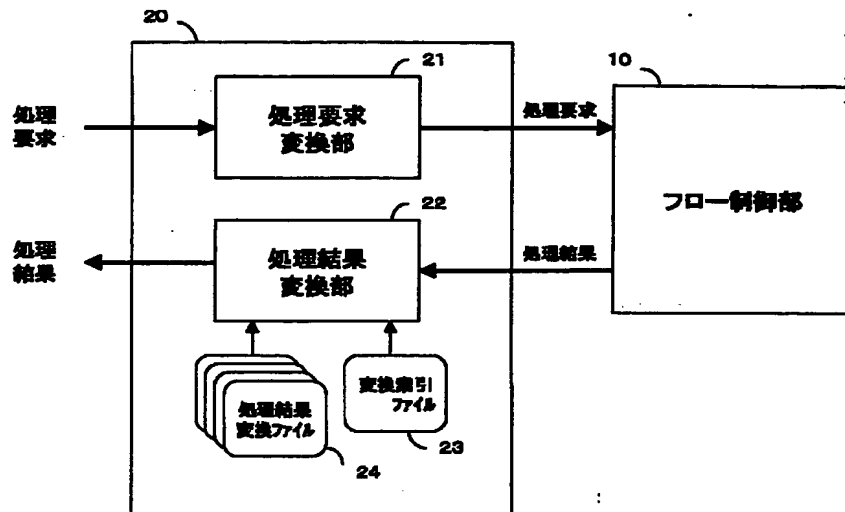 20
21
10
処理
要求
処理要求
変換部
処理要求
フロー制御部
22
処理
結果
処理結果
変換部
処理結果
処理結果
変換ファイル
変換索引
ファイル
23
24